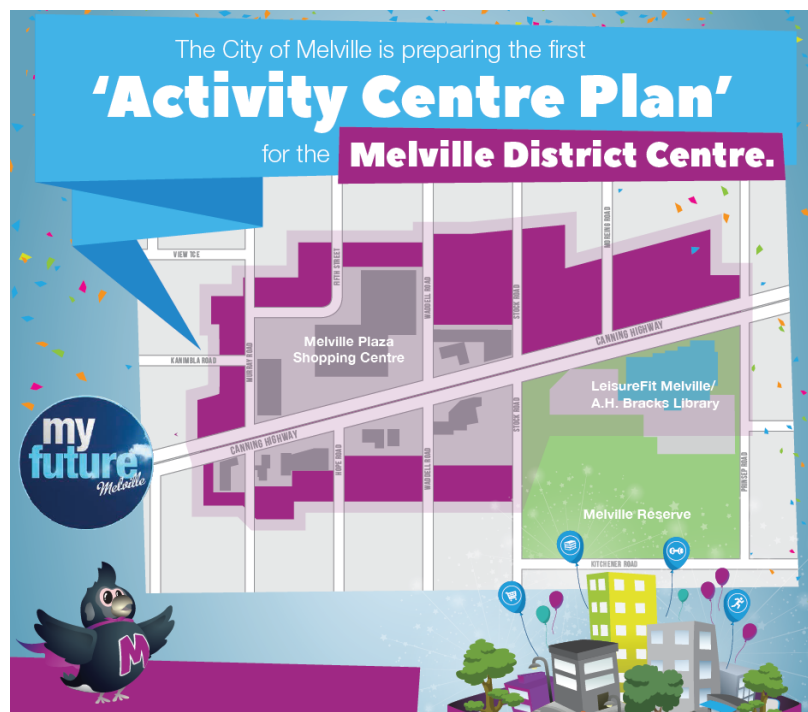 The City of Melville is preparing the first
'Activity Centre Plan'
for the Melville District Centre.
VIEW TCE
FIFTH STREET
WADDELL ROAD
STOCK ROAD
MORENO ROAD
KANIMBLA ROAD
MURRAY ROAD
Melville Plaza
Shopping Centre
CANNING HIGHWAY
LeisureFit Melville/
A.H. Bracks Library
my
future
Melville
CANNING HIGHWAY
HOPE ROAD
WADDELL ROAD
STOCK ROAD
PRINSEP ROAD
Melville Reserve
KITCHENER ROAD
M